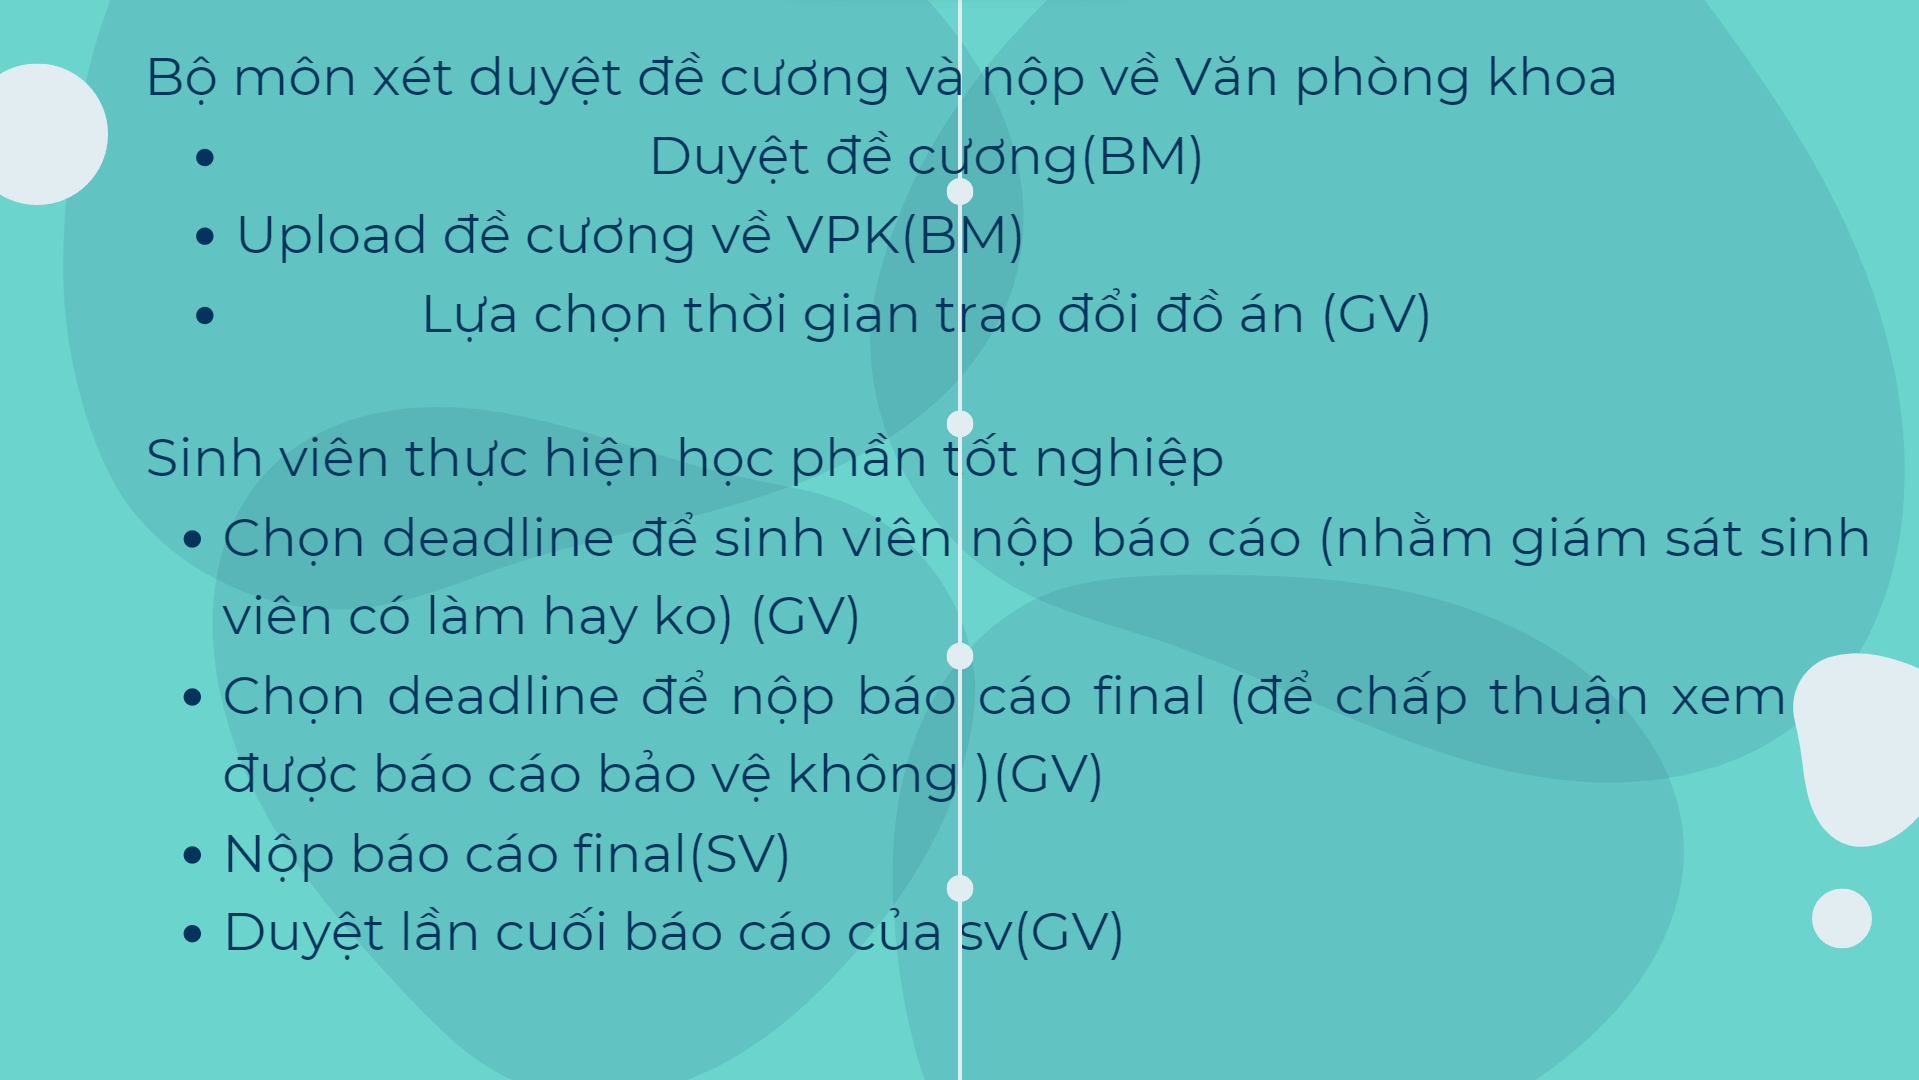 Bộ môn xét duyệt đề cương và nộp về Văn phòng khoa
• Duyệt đề cương(BM)
• Upload đề cương về VPK(BM)
• Lựa chọn thời gian trao đổi đồ án (GV)
Sinh viên thực hiện học phần tốt nghiệp
• Chọn deadline để sinh viên nộp báo cáo (nhằm giám sát sinh
viên có làm hay ko) (GV)
• Chọn deadline để nộp báo cáo final (để chấp thuận xem
được báo cáo bảo vệ không )(GV)
• Nộp báo cáo final(SV)
• Duyệt lần cuối báo cáo của sv(GV)